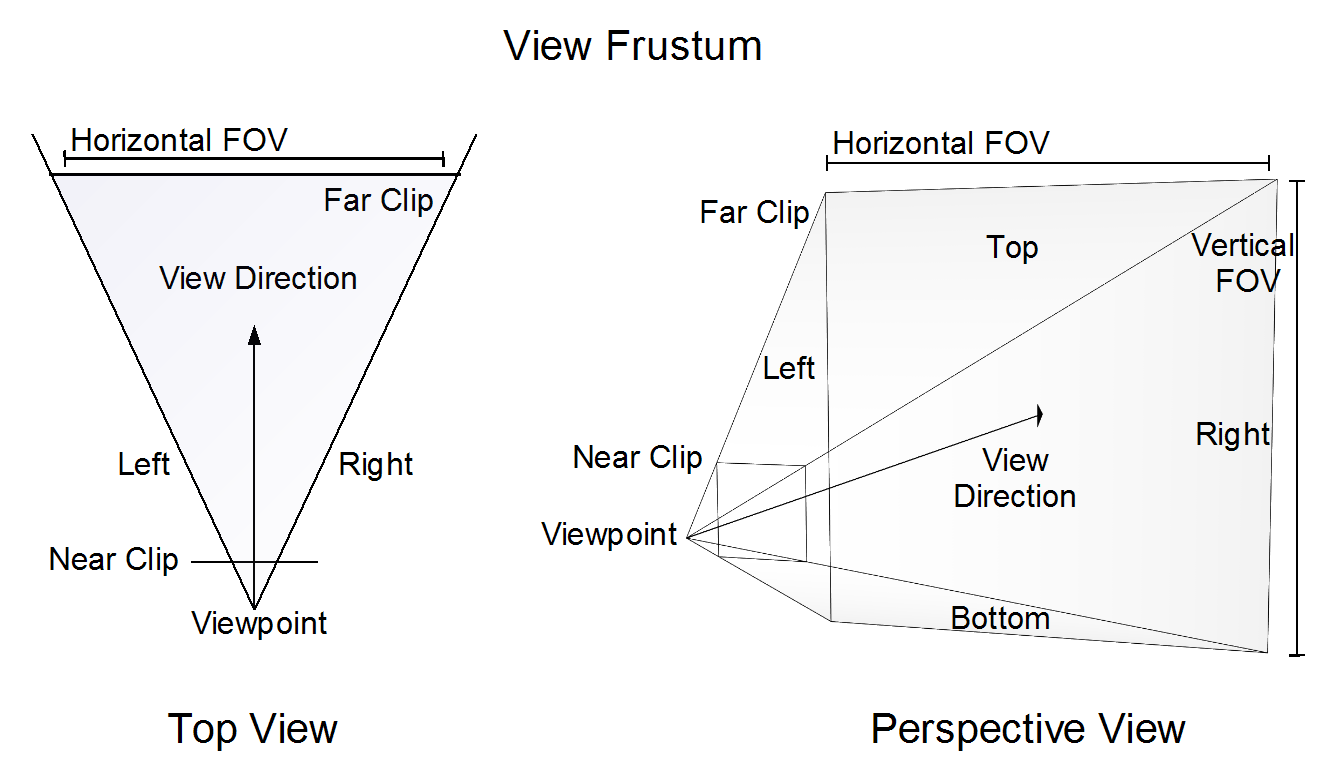 View Frustum
Horizontal FOV
Far Clip
View Direction
Left
Right
Near Clip
Viewpoint
Top View
Horizontal FOV
Far Clip
Top
Vertical
FOV
Left
Right
Near Clip
View
Direction
Viewpoint
Bottom
Perspective View